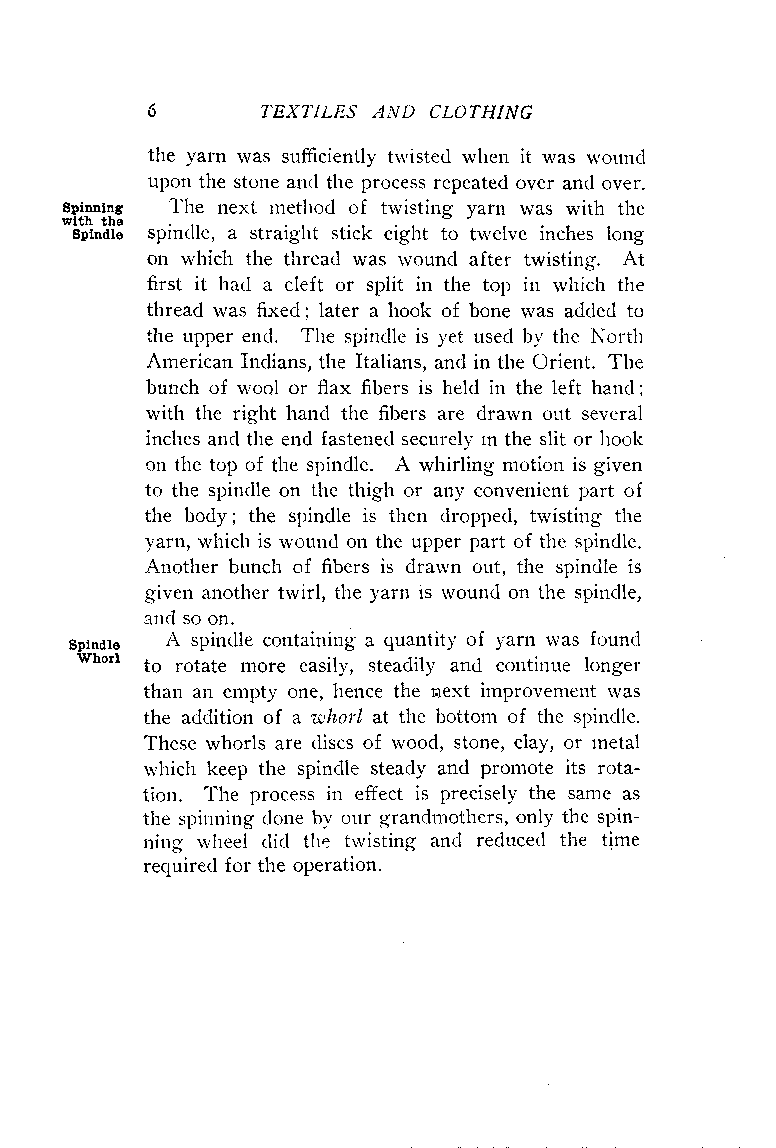 6 TEXTILES AND CLOTHING
the yarn was sufficiently twisted when it was wound
upon the stone and the process repeated over and over.
Spinning
with the
Spindle
The next method of twisting yarn was with the
spindle, a straight stick eight to twelve inches long
on which the thread was wound after twisting. At
first it had a cleft or split in the top in which the
thread was fixed; later a hook of bone was added to
the upper end. The spindle is yet used by the North
American Indians, the Italians, and in the Orient. The
bunch of wool or flax fibers is held in the left hand;
with the right hand the fibers are drawn out several
inches and the end fastened securely in the slit or hook
on the top of the spindle. A whirling motion is given
to the spindle on the thigh or any convenient part of
the body; the spindle is then dropped, twisting the
yarn, which is wound on the upper part of the spindle.
Another bunch of fibers is drawn out, the spindle is
given another twirl, the yarn is wound on the spindle,
and so on.
Spindle
Whorl
A spindle containing a quantity of yarn was found
to rotate more easily, steadily and continue longer
than an empty one, hence the next improvement was
the addition of a whorl at the bottom of the spindle.
These whorls are discs of wood, stone, clay, or metal
which keep the spindle steady and promote its rota-
tion. The process in effect is precisely the same as
the spinning done by our grandmothers, only the spin-
ning wheel did the twisting and reduced the time
required for the operation.